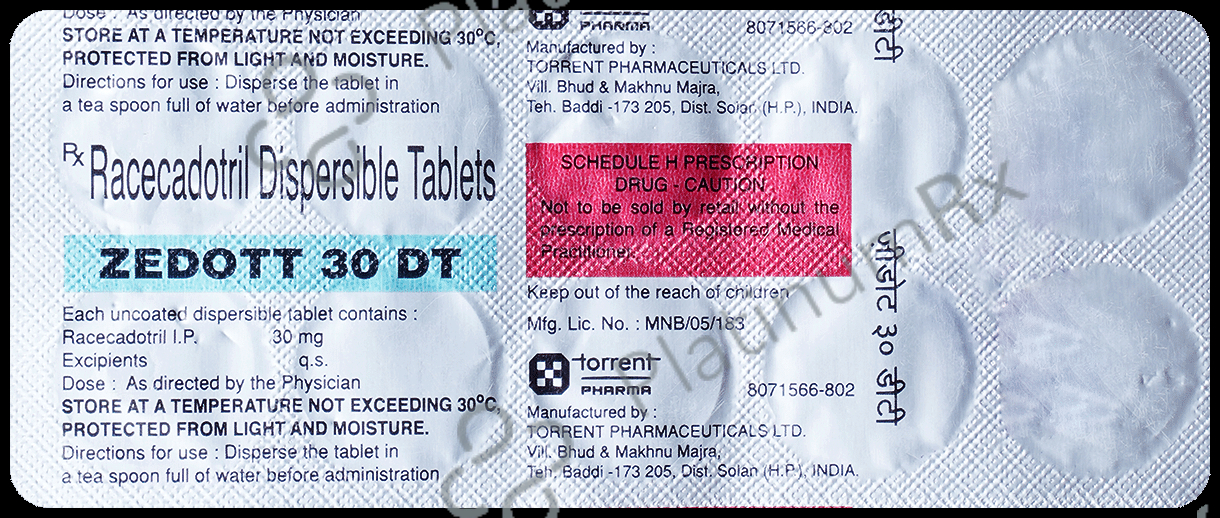 Dose : As directed by the Physician
STORE AT A TEMPERATURE NOT EXCEEDING 30°C,
PROTECTED FROM LIGHT AND MOISTURE.
Directions for use : Disperse the tablet in
a tea spoon full of water before administration
Rx Racecadotril Dispersible Tablets
ZEDOTT 30 DT
Each uncoated dispersible tablet contains :
Racecadotril I.P. 30 mg
Excipients q.s.
Dose : As directed by the Physician
STORE AT A TEMPERATURE NOT EXCEEDING 30°C,
PROTECTED FROM LIGHT AND MOISTURE.
Directions for use : Disperse the tablet in
a tea spoon full of water before administration
PHARMA 8071566-802
Manufactured by :
TORRENT PHARMACEUTICALS LTD.
Vill. Bhud & Makhnu Majra,
Teh. Baddi -173 205, Dist. Solan (H.P.), INDIA.
SCHEDULE H PRESCRIPTION
DRUG - CAUTION
Not to be sold by retail without the
prescription of a Registered Medical
Practitioner.
Keep out of the reach of children
Mfg. Lic. No. : MNB/05/183
torrent
PHARMA 8071566-802
Manufactured by :
TORRENT PHARMACEUTICALS LTD.
Vill. Bhud & Makhnu Majra,
Teh. Baddi -173 205, Dist. Solan (H.P.), INDIA.
डीटी
ज़ीडोट ३० डीटी
PlatinumRx